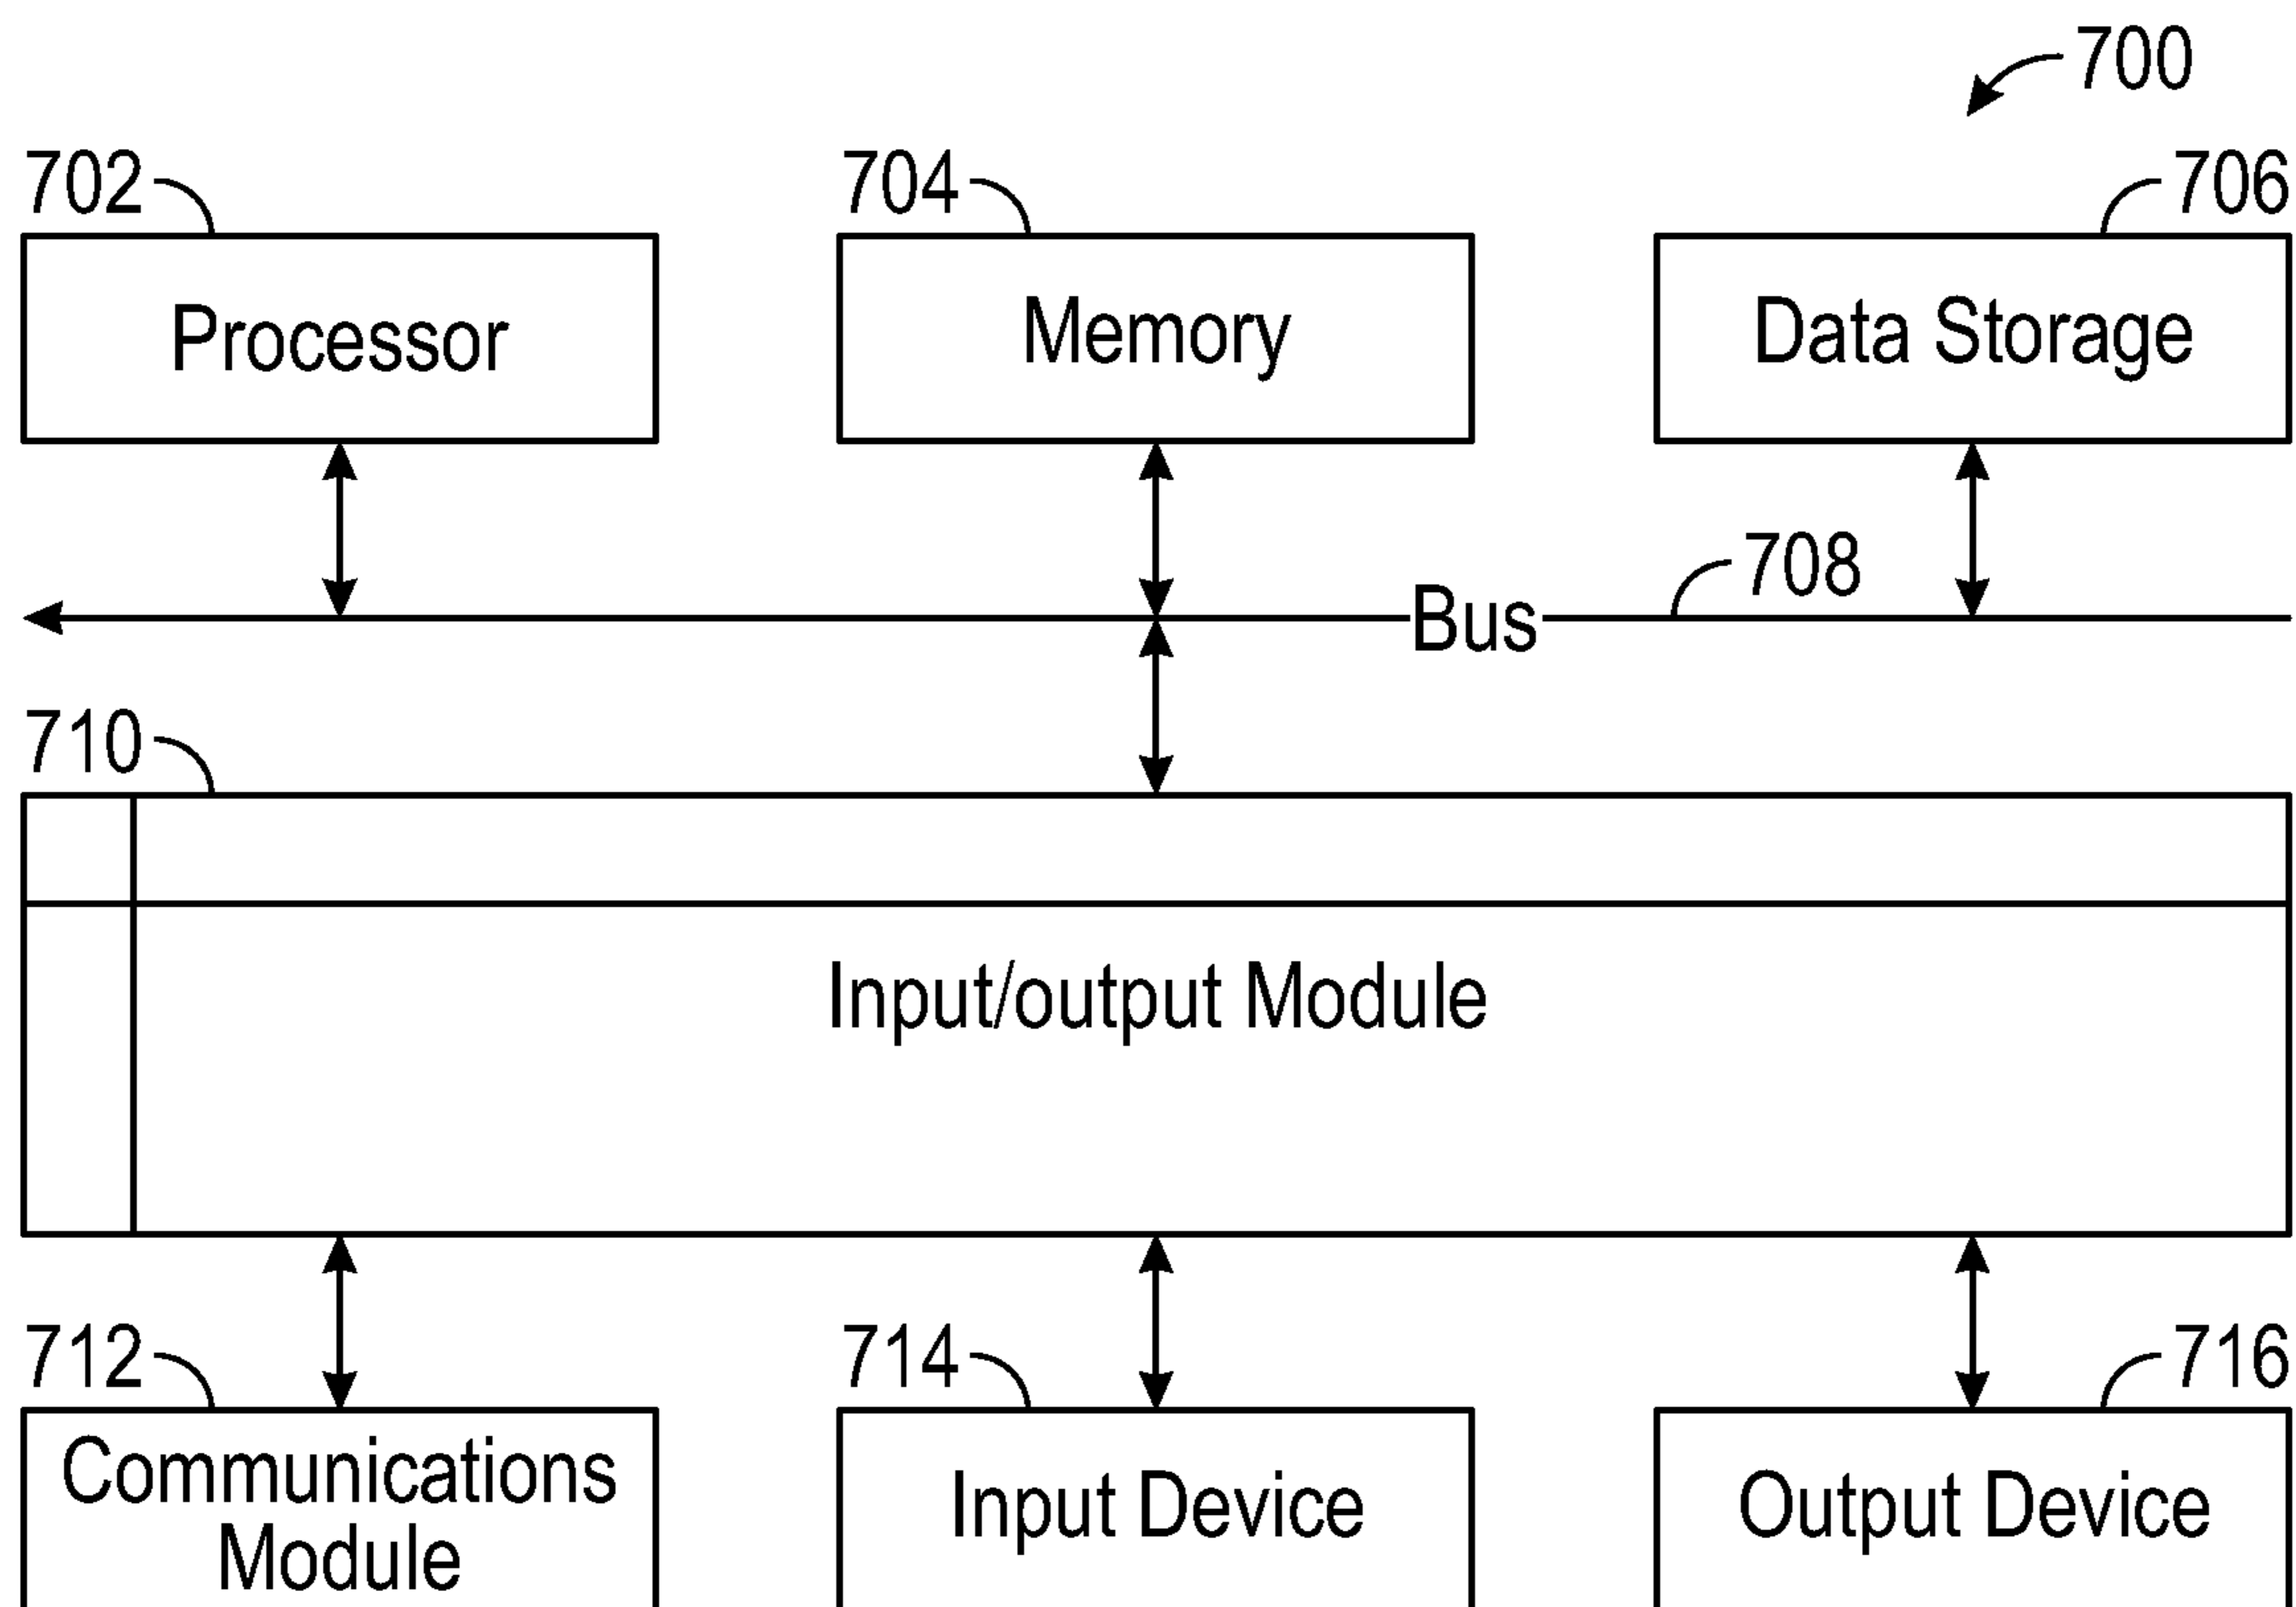 700
702
704
706
Processor
Memory
Data Storage
708
Bus
710
Input/output Module
712
714
716
Communications
Module
Input Device
Output Device